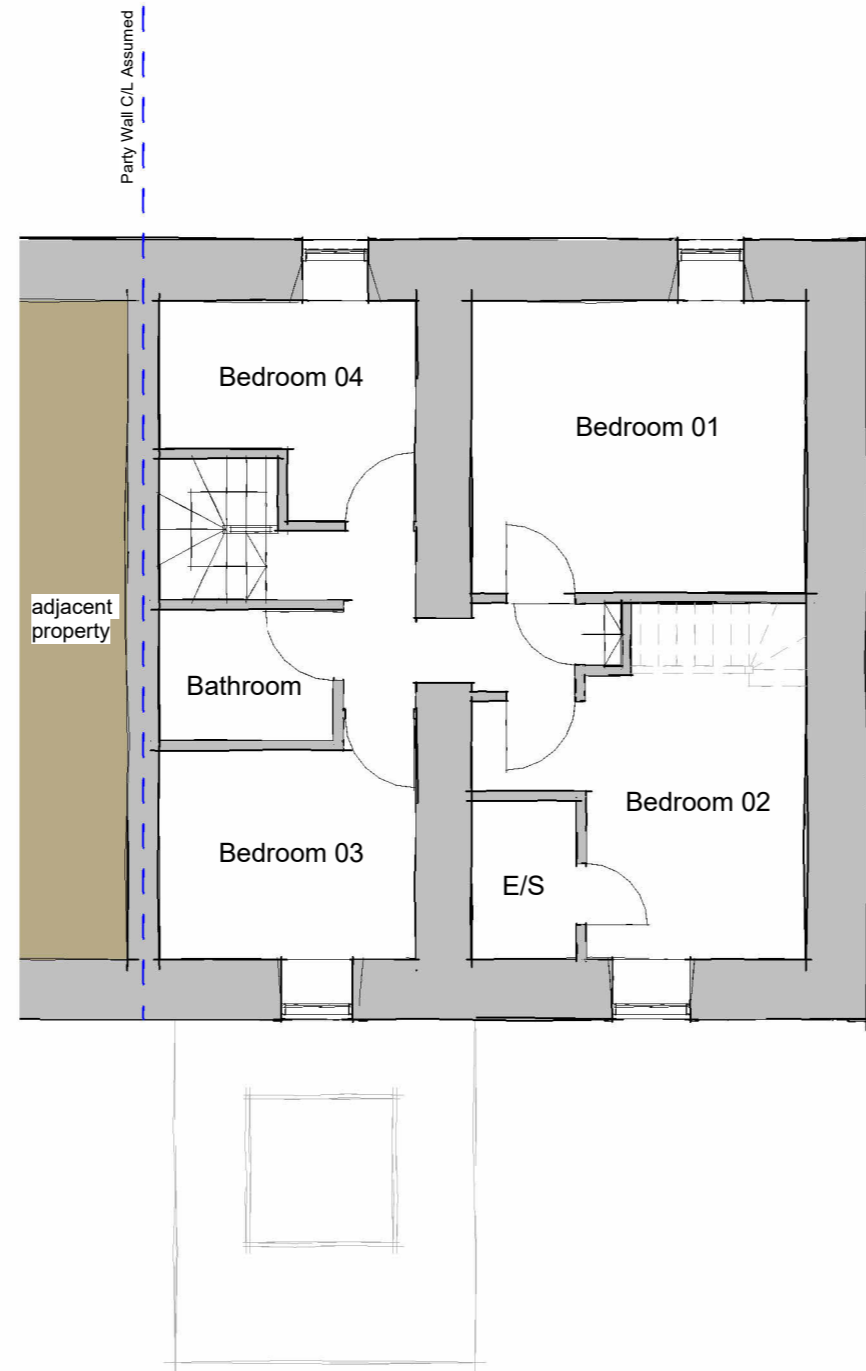 Party Wall C/L Assumed
Bedroom 04
Bedroom 01
adjacent
property
Bathroom
Bedroom 02
Bedroom 03
E/S